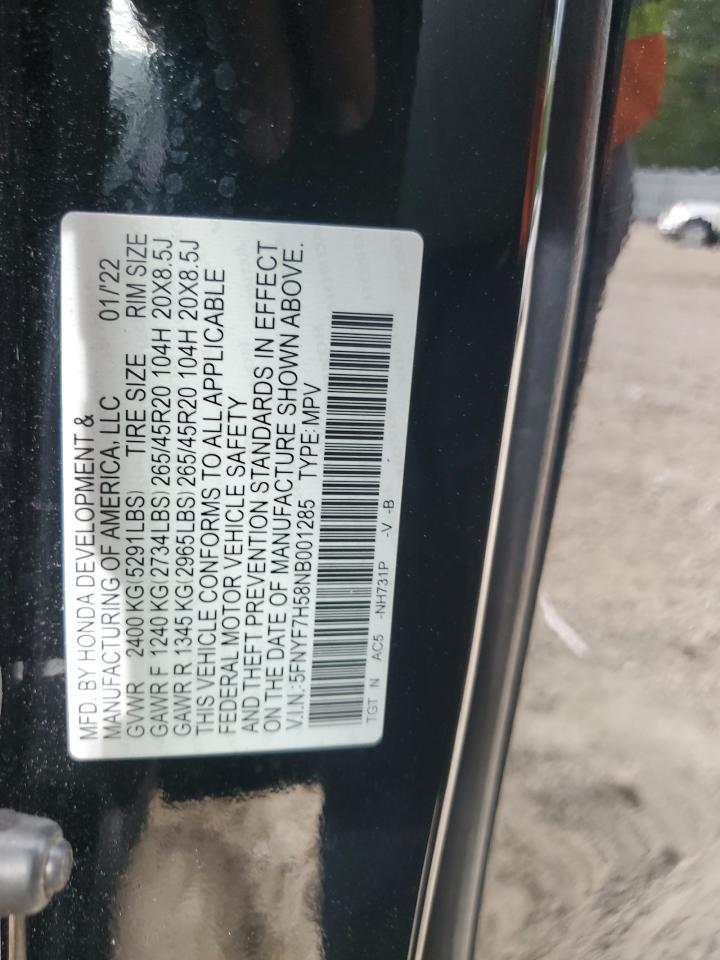 MFD. BY HONDA DEVELOPMENT &
MANUFACTURING OF AMERICA, LLC 01/'22
GVWR 2400 KG(5291LBS) TIRE SIZE RIM SIZE
GAWR F 1240 KG(2734LBS) 265/45R20 104H 20X8.5J
GAWR R 1345 KG(2965LBS) 265/45R20 104H 20X8.5J
THIS VEHICLE CONFORMS TO ALL APPLICABLE
FEDERAL MOTOR VEHICLE SAFETY
AND THEFT PREVENTION STANDARDS IN EFFECT
ON THE DATE OF MANUFACTURE SHOWN ABOVE.
V.I.N.:5FNYF7H58NB001285 TYPE:MPV
TGT N AC5 -NH731P -V -B